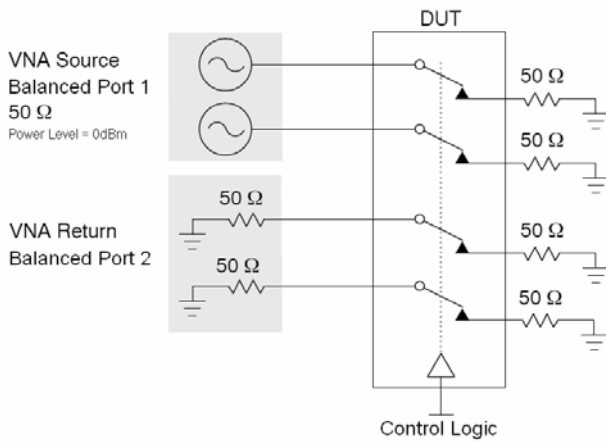 DUT
VNA Source
Balanced Port 1
50 Ω
Power Level = 0dBm
50 Ω
50 Ω
VNA Return
Balanced Port 2
50 Ω
50 Ω
50 Ω
50 Ω
Control Logic